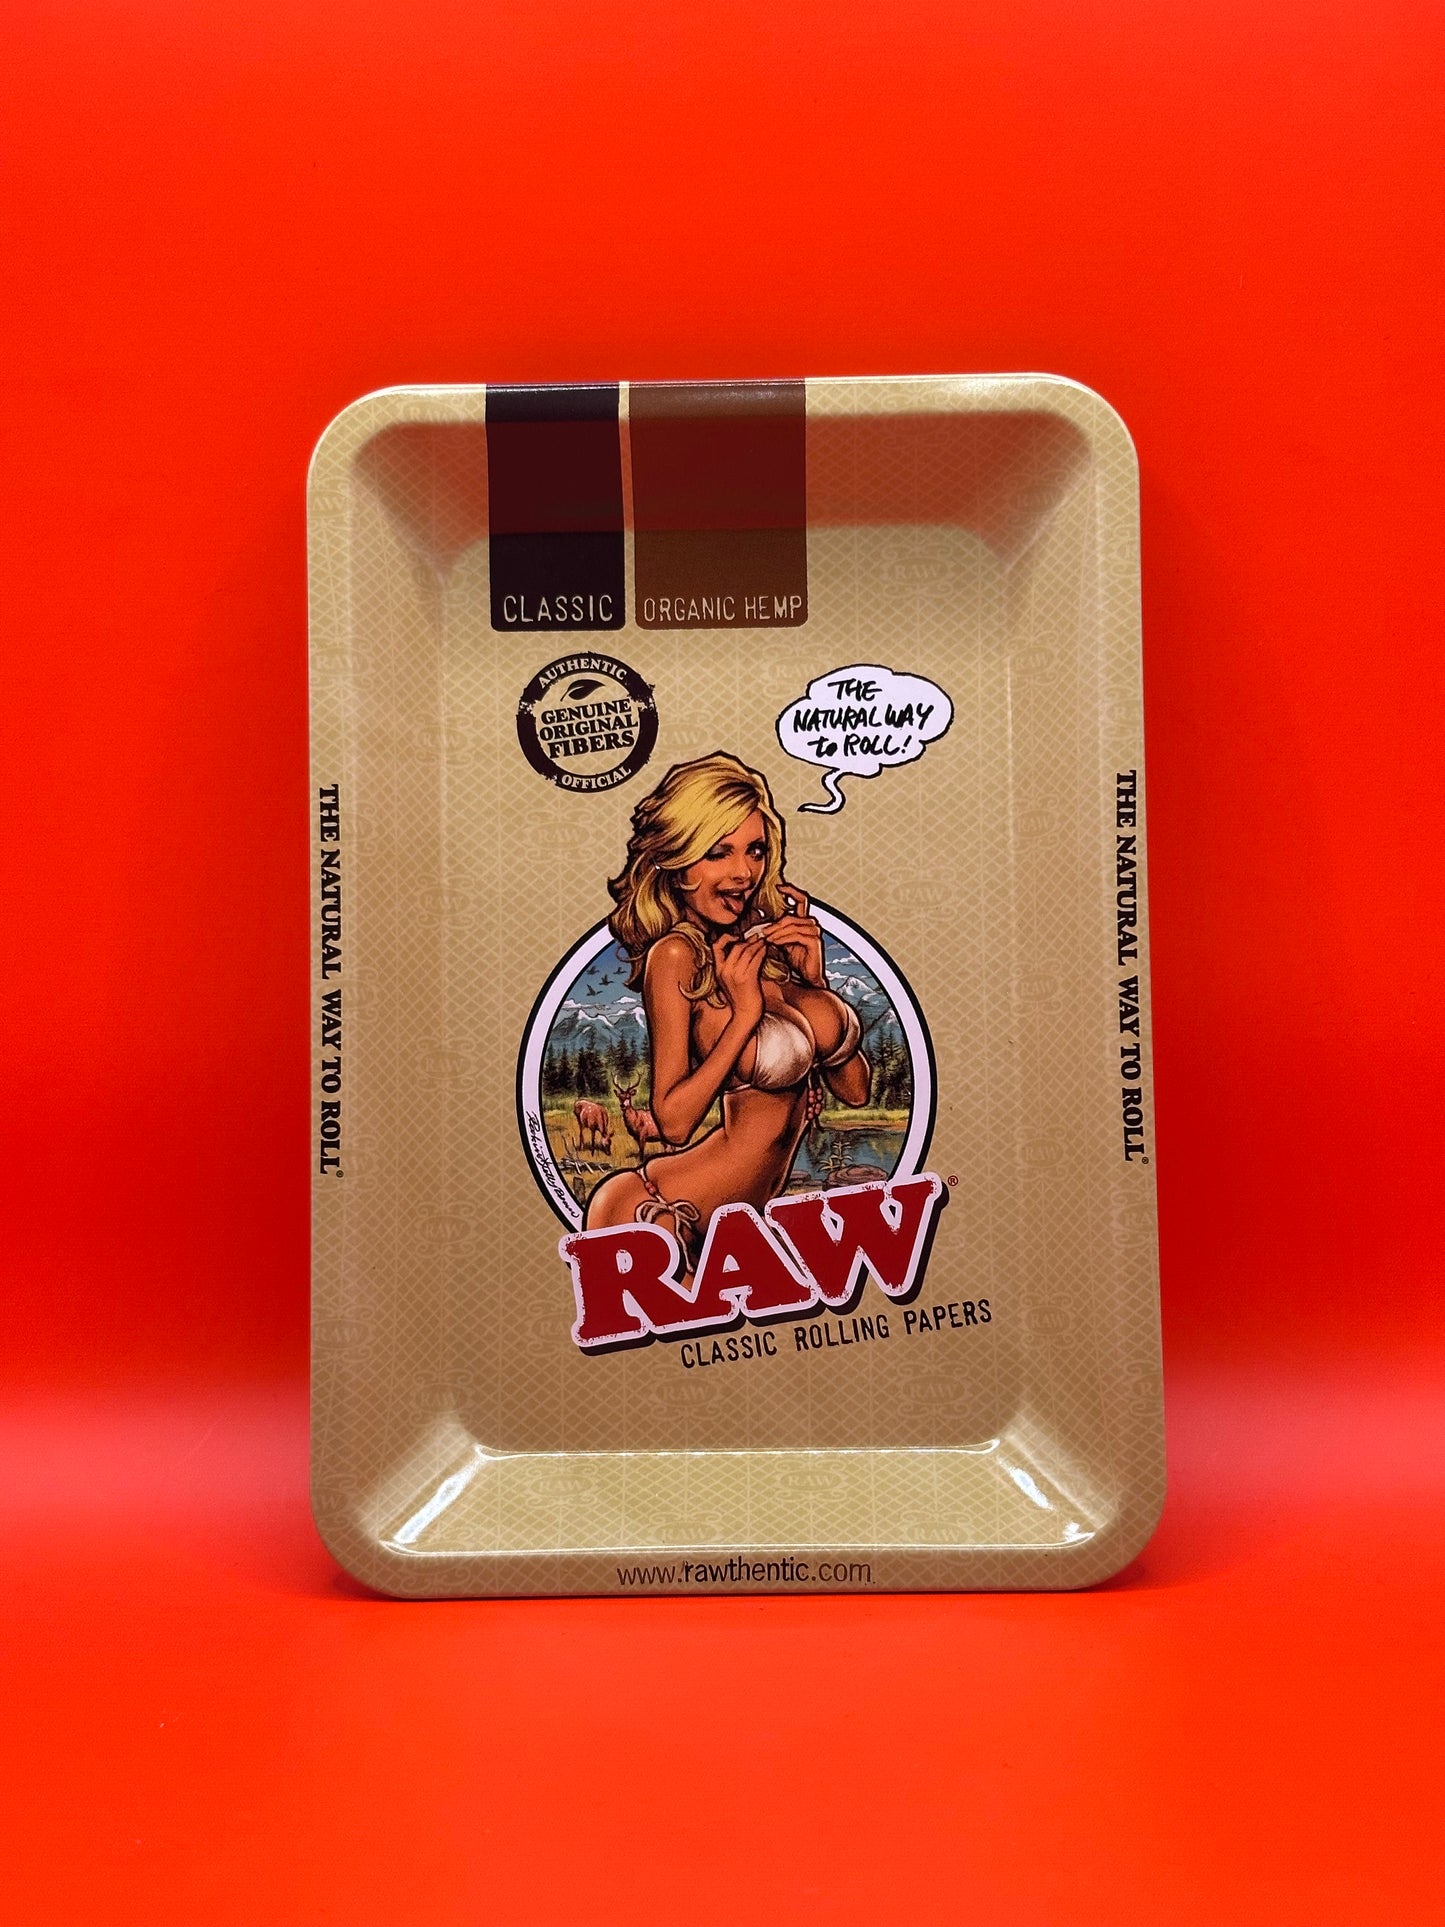 CLASSIC
ORGANIC HEMP
AUTHENTIC
GENUINE
ORIGINAL
FIBERS
OFFICIAL
THE
NATURAL WAY
to ROLL!
THE NATURAL WAY TO ROLL®
THE NATURAL WAY TO ROLL®
RAW®
CLASSIC ROLLING PAPERS
www.rawthentic.com